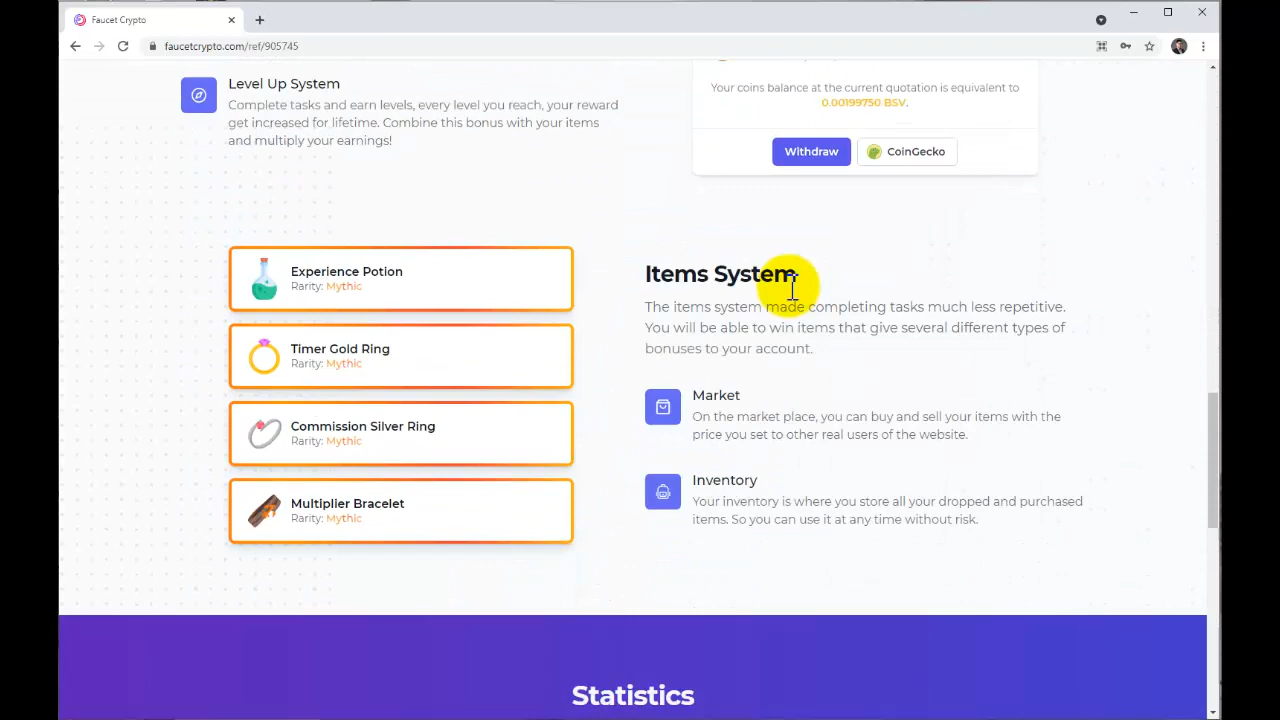 Faucet Crypto
faucetcrypto.com/ref/905745
Level Up System
Complete tasks and earn levels, every level you reach, your reward
get increased for lifetime. Combine this bonus with your items
and multiply your earnings!
Your coins balance at the current quotation is equivalent to
0.00199750 BSV.
Withdraw
CoinGecko
Experience Potion
Rarity: Mythic
Timer Gold Ring
Rarity: Mythic
Commission Silver Ring
Rarity: Mythic
Multiplier Bracelet
Rarity: Mythic
Items System
The items system made completing tasks much less repetitive.
You will be able to win items that give several different types of
bonuses to your account.
Market
On the market place, you can buy and sell your items with the
price you set to other real users of the website.
Inventory
Your inventory is where you store all your dropped and purchased
items. So you can use it at any time without risk.
Statistics